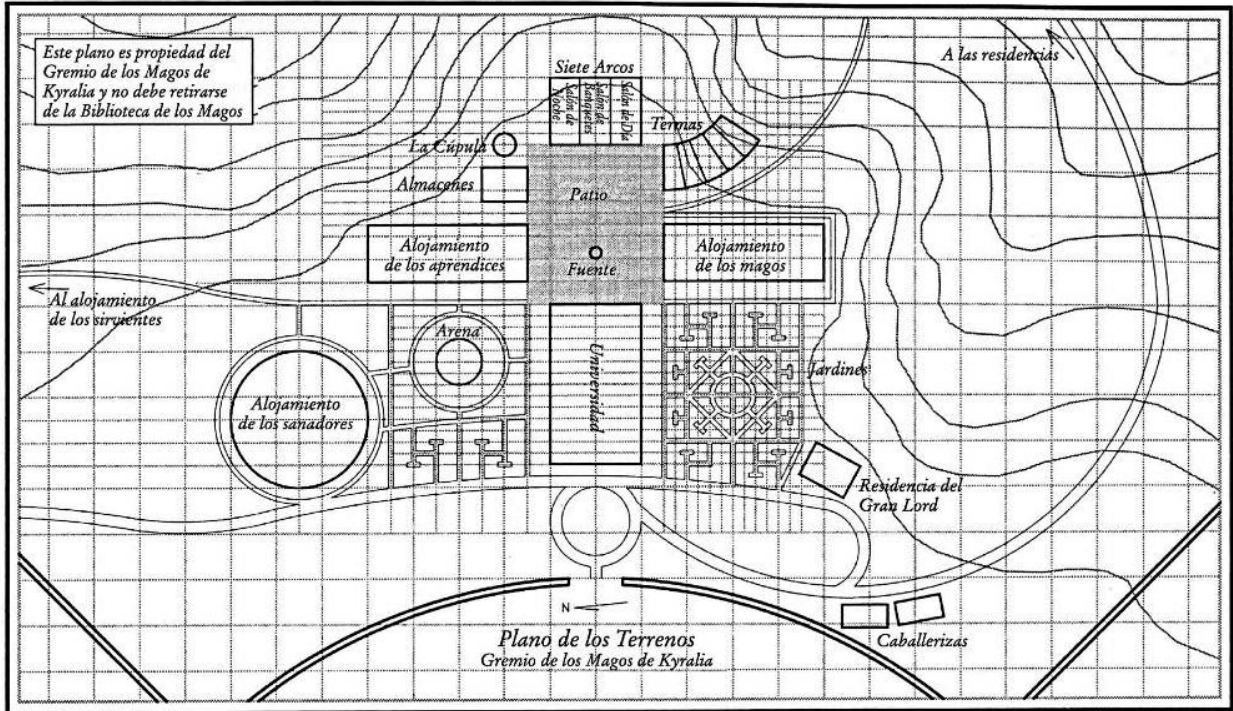 Este plano es propiedad del
Gremio de los Magos de
Kyralia y no debe retirarse
de la Biblioteca de los Magos
A las residencias
Siete Arcos
Salón de
Noche
Salón de
Banquetes
Salón de Día
Termas
La Cúpula
Almacenes
Patio
Alojamiento
de los aprendices
Fuente
Alojamiento
de los magos
Al alojamiento
de los sirvientes
Arena
Universidad
Jardines
Alojamiento
de los sanadores
Residencia del
Gran Lord
N
Caballerizas
Plano de los Terrenos
Gremio de los Magos de Kyralia